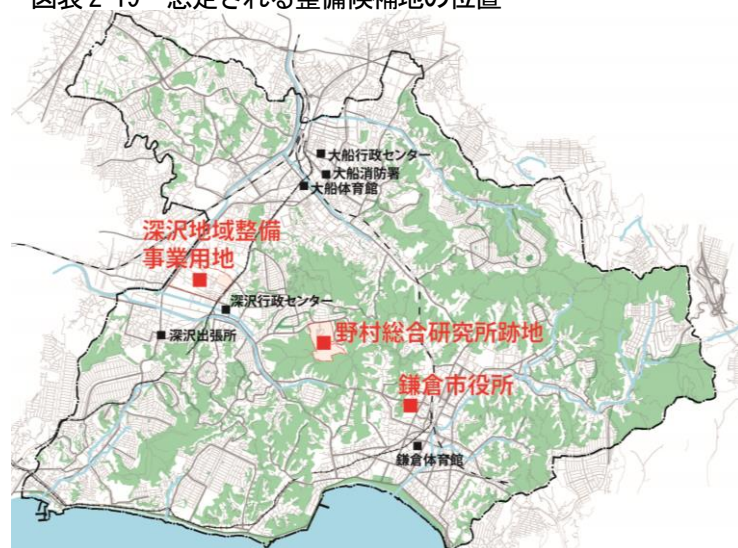 図表 2-19 想定される整備候補地の位置
大船行政センター
大船消防署
大船体育館
深沢地域整備
事業用地
深沢行政センター
深沢出張所
野村総合研究所跡地
鎌倉市役所
鎌倉体育館